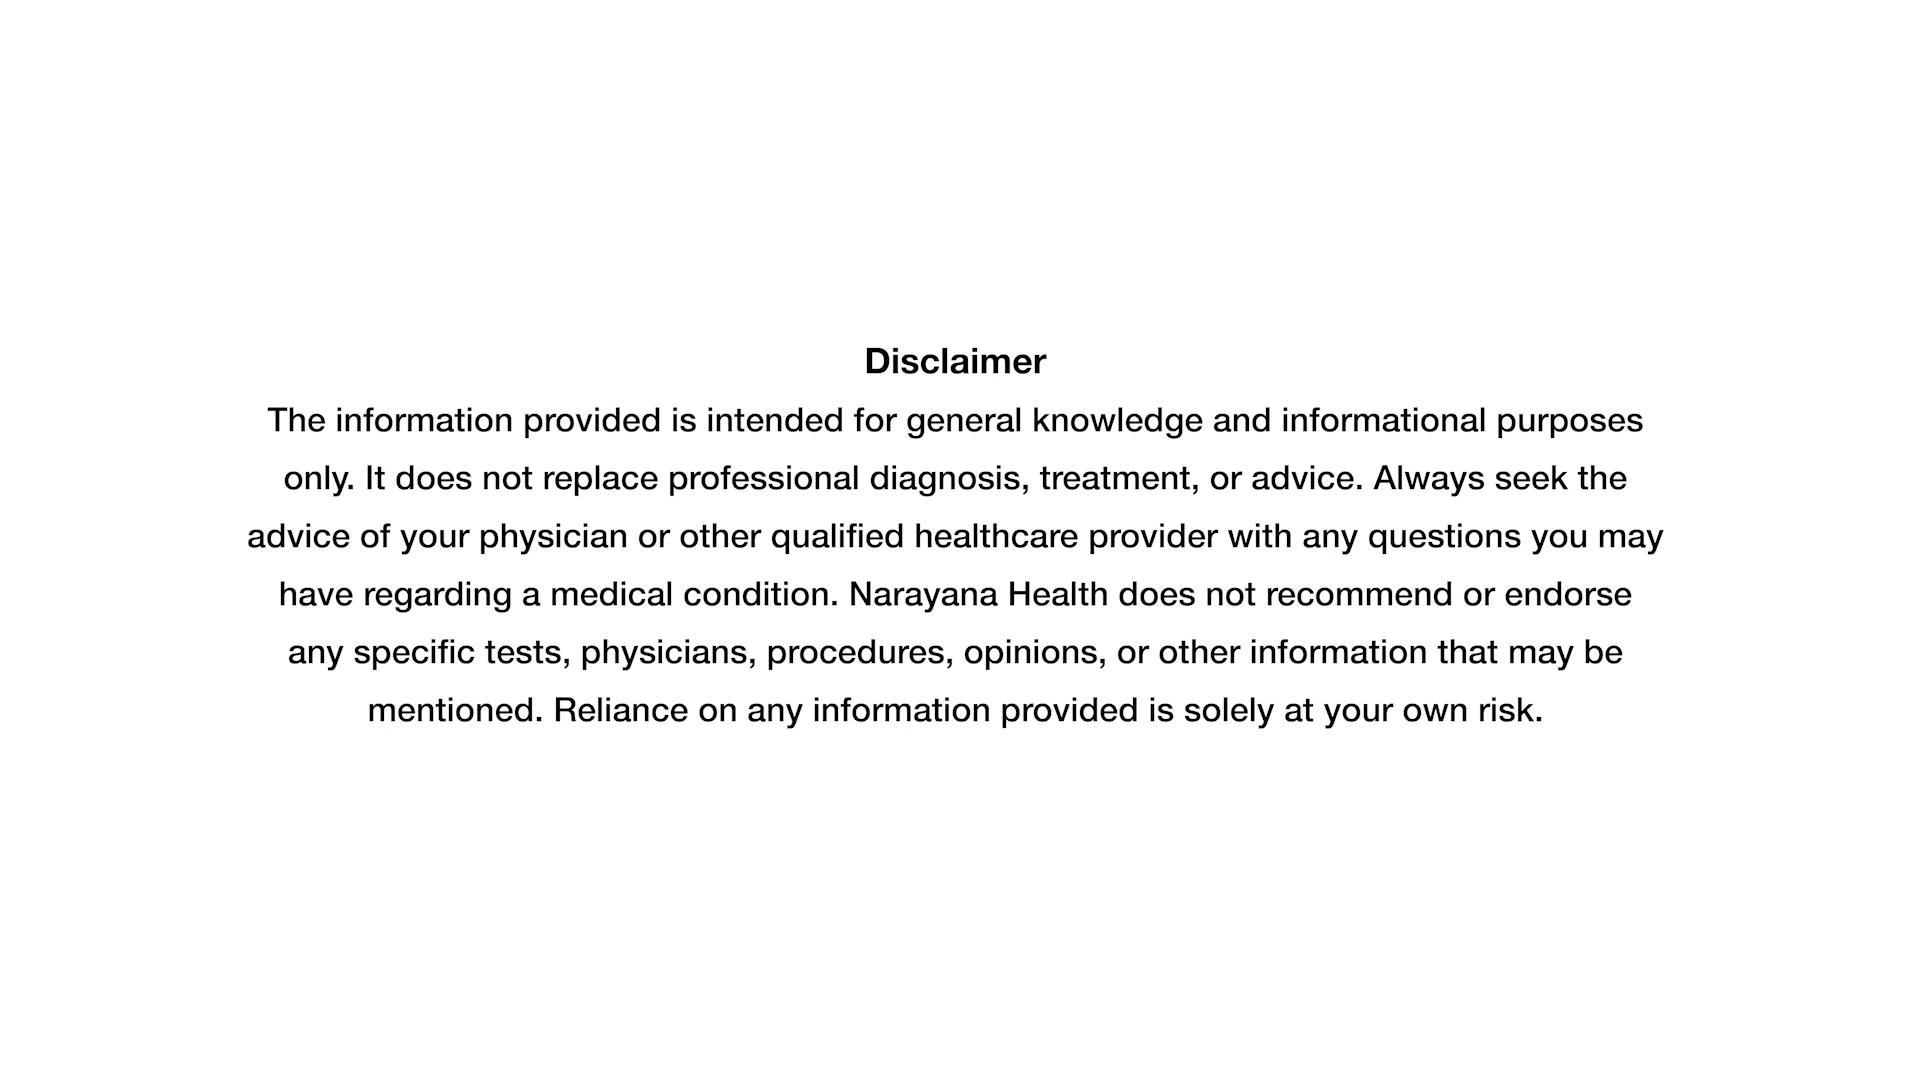 Disclaimer
The information provided is intended for general knowledge and informational purposes
only. It does not replace professional diagnosis, treatment, or advice. Always seek the
advice of your physician or other qualified healthcare provider with any questions you may
have regarding a medical condition. Narayana Health does not recommend or endorse
any specific tests, physicians, procedures, opinions, or other information that may be
mentioned. Reliance on any information provided is solely at your own risk.